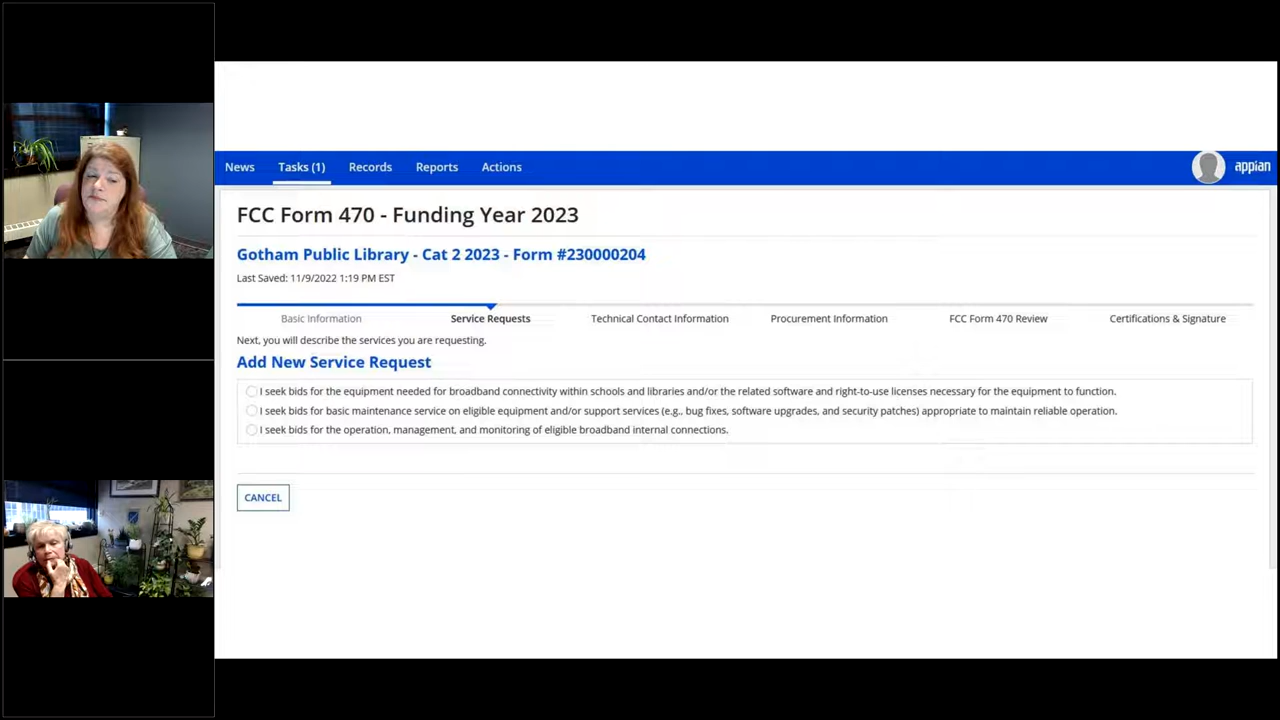 News Tasks (1) Records Reports Actions appian
FCC Form 470 - Funding Year 2023
Gotham Public Library - Cat 2 2023 - Form #230000204
Last Saved: 11/9/2022 1:19 PM EST
Basic Information Service Requests Technical Contact Information Procurement Information FCC Form 470 Review Certifications & Signature
Next, you will describe the services you are requesting.
Add New Service Request
I seek bids for the equipment needed for broadband connectivity within schools and libraries and/or the related software and right-to-use licenses necessary for the equipment to function.
I seek bids for basic maintenance service on eligible equipment and/or support services (e.g., bug fixes, software upgrades, and security patches) appropriate to maintain reliable operation.
I seek bids for the operation, management, and monitoring of eligible broadband internal connections.
CANCEL